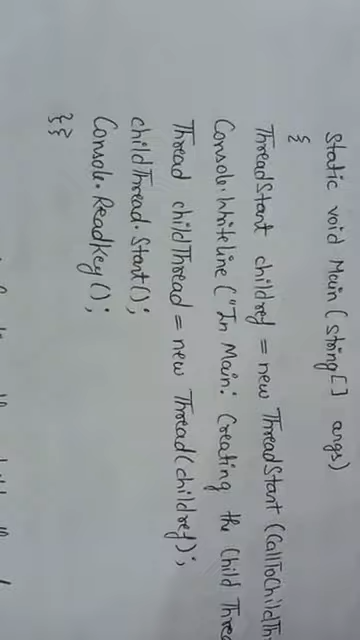 static void Main(string[] args)
{
ThreadStart childref = new ThreadStart(CallToChildTh
Console.WriteLine("In Main: Creating the Child Thre
Thread childThread = new Thread(childref);
childThread.Start();
Console.ReadKey();
}}